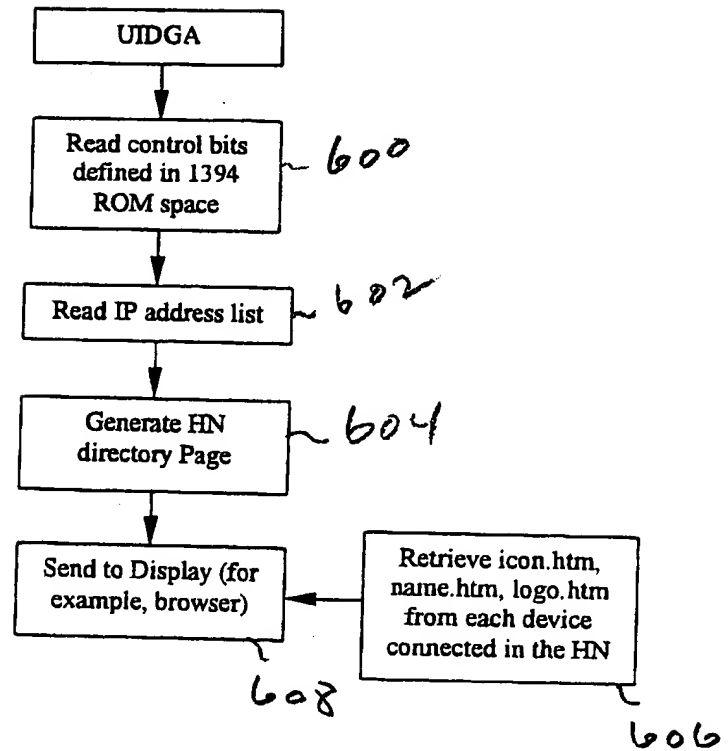 UIDGA
Read control bits
defined in 1394
ROM space
600
Read IP address list
602
Generate HN
directory Page
604
Send to Display (for
example, browser)
608
Retrieve icon.htm,
name.htm, logo.htm
from each device
connected in the HN
606